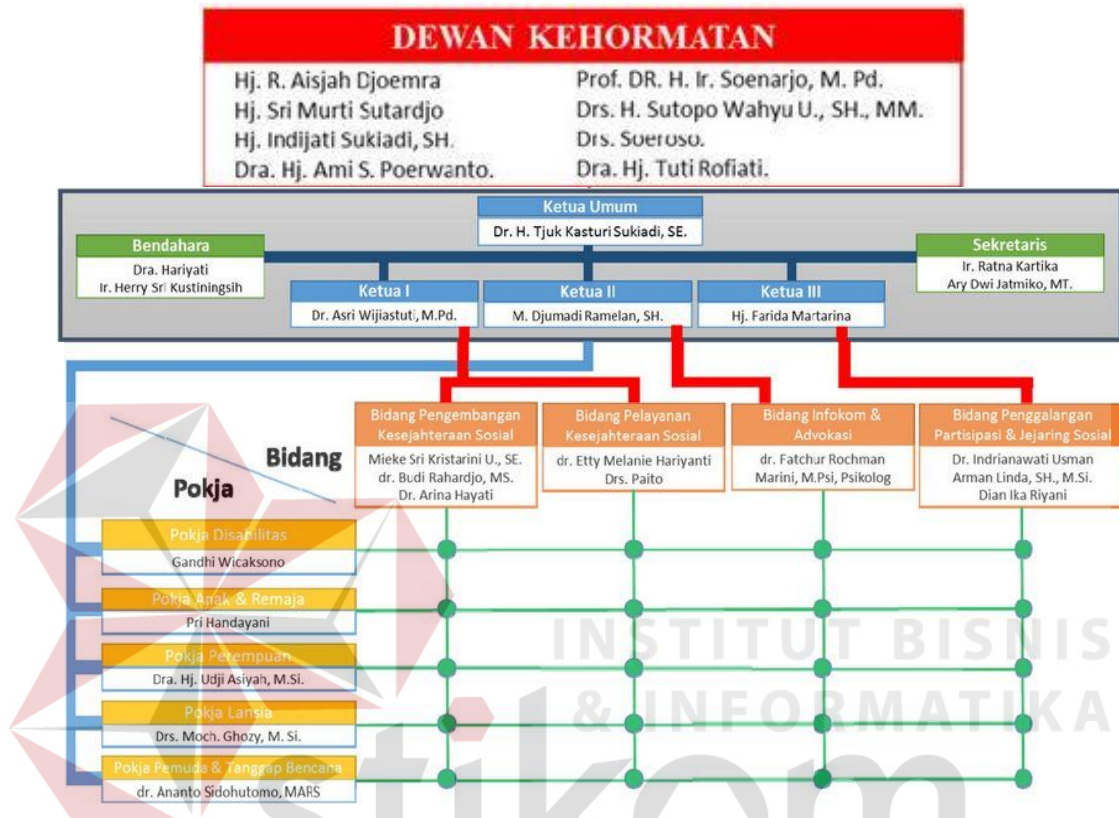 DEWAN KEHORMATAN
Hj. R. Aisjah Djoemra
Hj. Sri Murti Sutardjo
Hj. Indijati Sukiadi, SH.
Dra. Hj. Ami S. Poerwanto.
Prof. DR. H. Ir. Soenarjo, M. Pd.
Drs. H. Sutopo Wahyu U., SH., MM.
Drs. Soeroso.
Dra. Hj. Tuti Rofiati.
Ketua Umum
Dr. H. Tjuk Kasturi Sukiadi, SE.
Bendahara
Dra. Hariyati
Ir. Herry Sri Kustiningsih
Sekretaris
Ir. Ratna Kartika
Ary Dwi Jatmiko, MT.
Ketua I
Dr. Asri Wijiastuti, M.Pd.
Ketua II
M. Djumadi Ramelan, SH.
Ketua III
Hj. Farida Martarina
Bidang
Pokja
Bidang Pengembangan
Kesejahteraan Sosial
Mieke Sri Kristarini U., SE.
dr. Budi Rahardjo, MS.
Dr. Arina Hayati
Bidang Pelayanan
Kesejahteraan Sosial
dr. Etty Melanie Hariyanti
Drs. Paito
Bidang Infokom &
Advokasi
dr. Fatchur Rochman
Marini, M.Psi, Psikolog
Bidang Penggalangan
Partisipasi & Jejaring Sosial
Dr. Indrianawati Usman
Arman Linda, SH., M.Si.
Dian Ika Riyani
Pokja Disabilitas
Gandhi Wicaksono
Pokja Anak & Remaja
Pri Handayani
Pokja Perempuan
Dra. Hj. Udji Asiyah, M.Si.
Pokja Lansia
Drs. Moch. Ghozy, M. Si.
Pokja Pemuda & Tanggap Bencana
dr. Ananto Sidohutomo, MARS
INSTITUT BISNIS
& INFORMATIKA
stikom